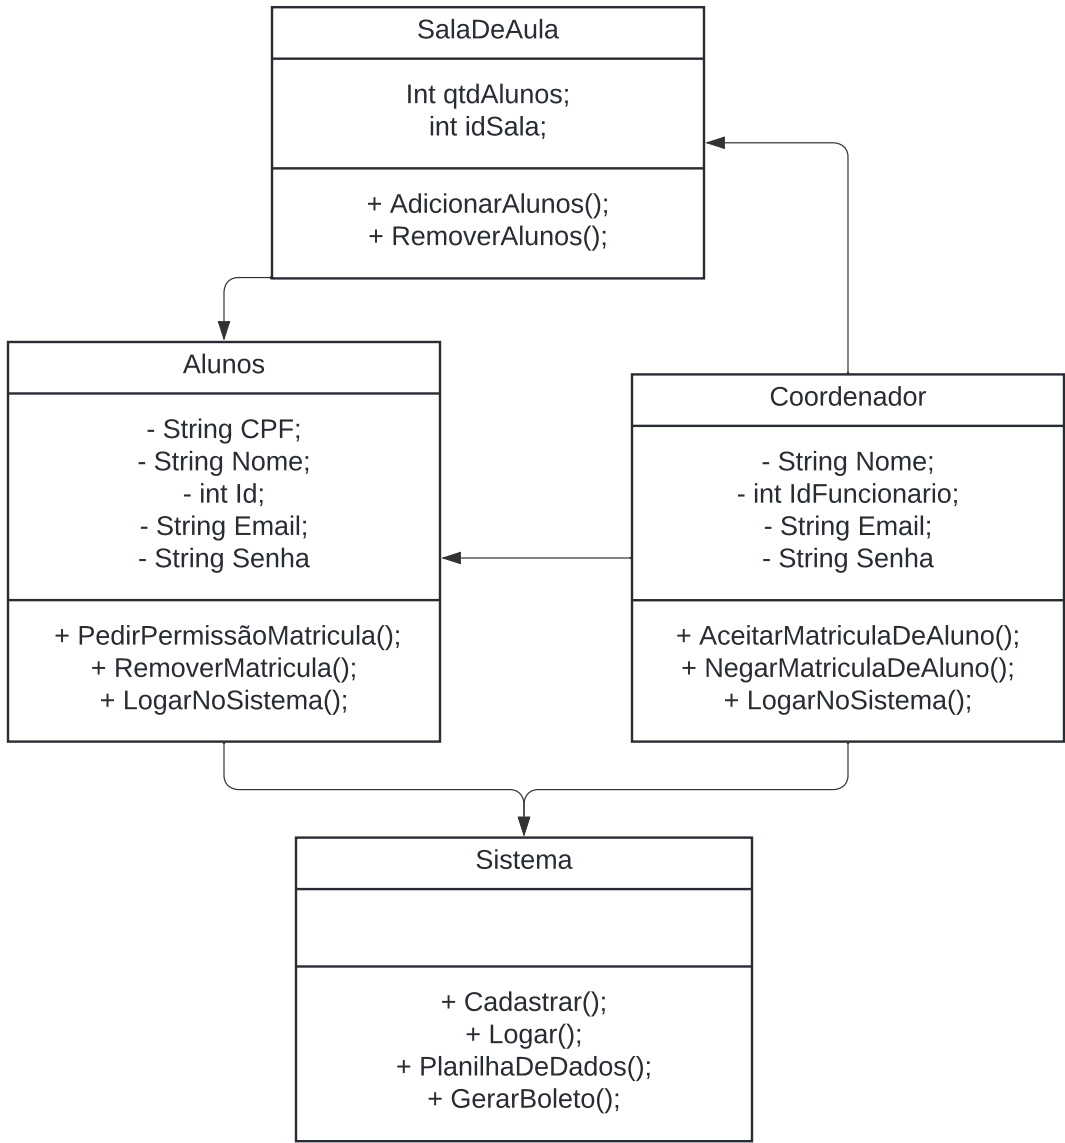 SalaDeAula
Int qtdAlunos;
int idSala;
+ AdicionarAlunos();
+ RemoverAlunos();
Alunos
- String CPF;
- String Nome;
- int Id;
- String Email;
- String Senha
+ PedirPermissãoMatricula();
+ RemoverMatricula();
+ LogarNoSistema();
Coordenador
- String Nome;
- int IdFuncionario;
- String Email;
- String Senha
+ AceitarMatriculaDeAluno();
+ NegarMatriculaDeAluno();
+ LogarNoSistema();
Sistema
+ Cadastrar();
+ Logar();
+ PlanilhaDeDados();
+ GerarBoleto();